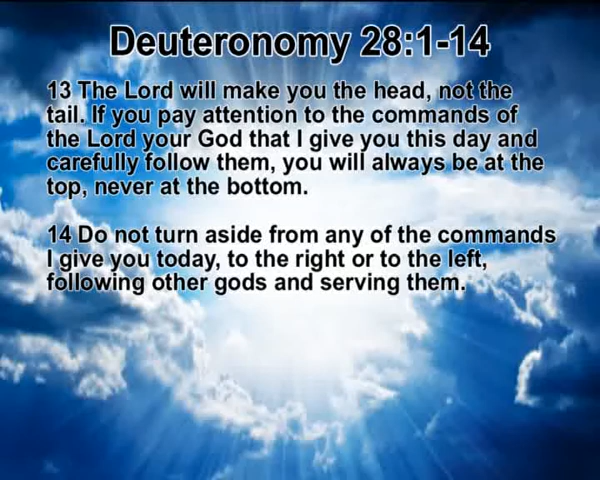 Deuteronomy 28:1-14
13 The Lord will make you the head, not the
tail. If you pay attention to the commands of
the Lord your God that I give you this day and
carefully follow them, you will always be at the
top, never at the bottom.
14 Do not turn aside from any of the commands
I give you today, to the right or to the left,
following other gods and serving them.